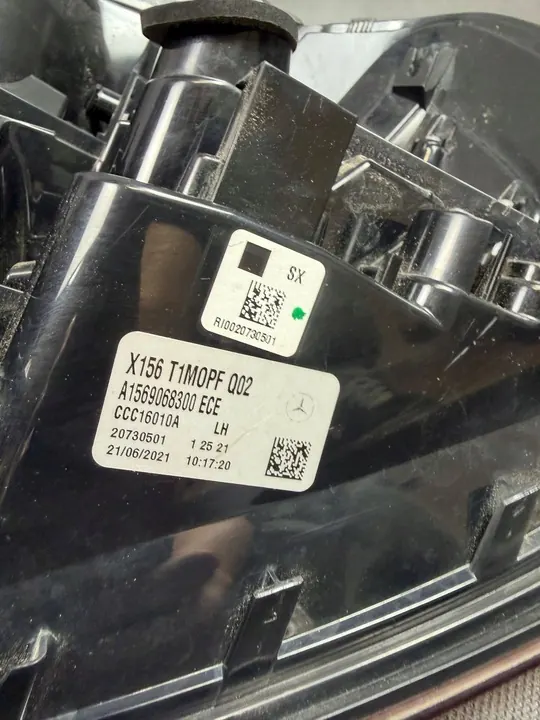 SX
RI0020730501
X156 T1MOPF Q02
A1569068300 ECE
CCC16010A LH
20730501 1 25 21
21/06/2021 10:17:20